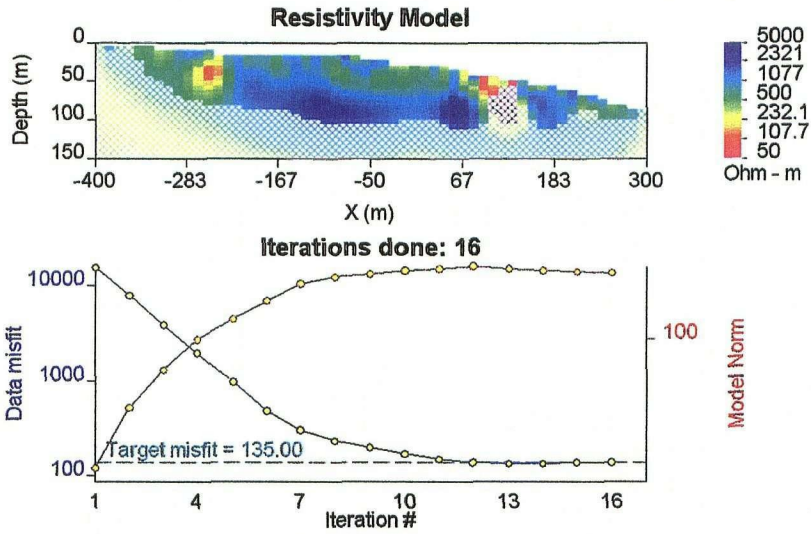 Resistivity Model
Depth (m)
0
50
100
150
-400 -283 -167 -50 67 183 300
X (m)
5000
2321
1077
500
232.1
107.7
50
Ohm - m
Iterations done: 16
Data misfit
10000
1000
100
Target misfit = 135.00
100
Model Norm
1 4 7 10 13 16
Iteration #